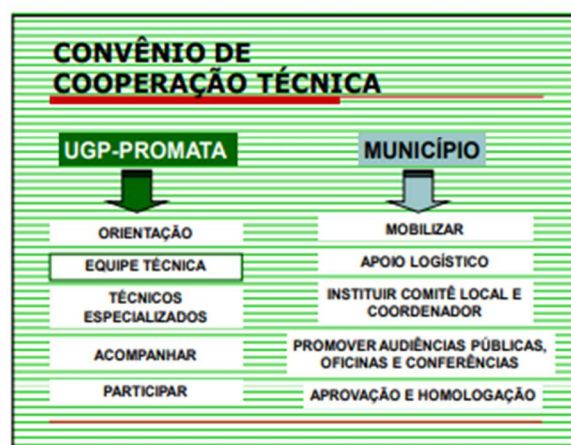 CONVÊNIO DE
COOPERAÇÃO TÉCNICA
UGP-PROMATA
ORIENTAÇÃO
EQUIPE TÉCNICA
TÉCNICOS
ESPECIALIZADOS
ACOMPANHAR
PARTICIPAR
MUNICÍPIO
MOBILIZAR
APOIO LOGÍSTICO
INSTITUIR COMITÊ LOCAL E
COORDENADOR
PROMOVER AUDIÊNCIAS PÚBLICAS,
OFICINAS E CONFERÊNCIAS
APROVAÇÃO E HOMOLOGAÇÃO